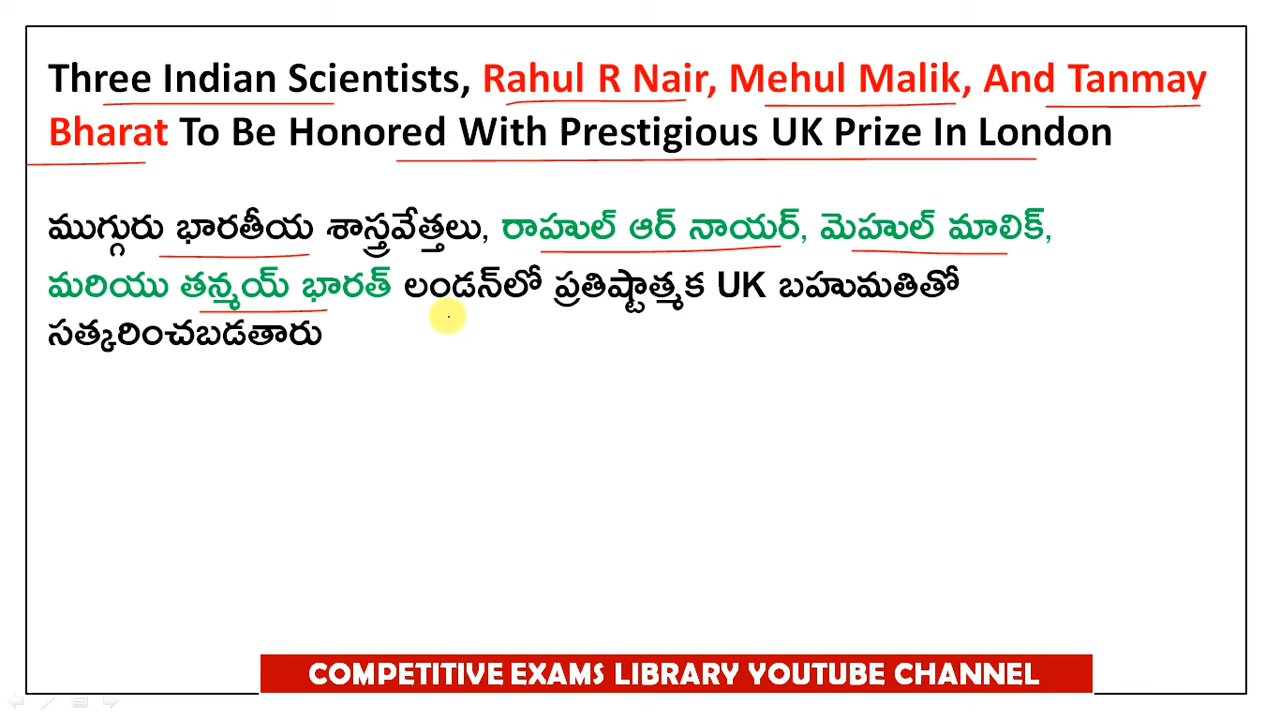 Three Indian Scientists, Rahul R Nair, Mehul Malik, And Tanmay
Bharat To Be Honored With Prestigious UK Prize In London
ముగ్గురు భారతీయ శాస్త్రవేత్తలు, రాహుల్ ఆర్ నాయర్, మెహుల్ మాలిక్,
మరియు తన్మయ్ భారత్ లండన్‌లో ప్రతిష్టాత్మక UK బహుమతితో
సత్కరించబడతారు
COMPETITIVE EXAMS LIBRARY YOUTUBE CHANNEL